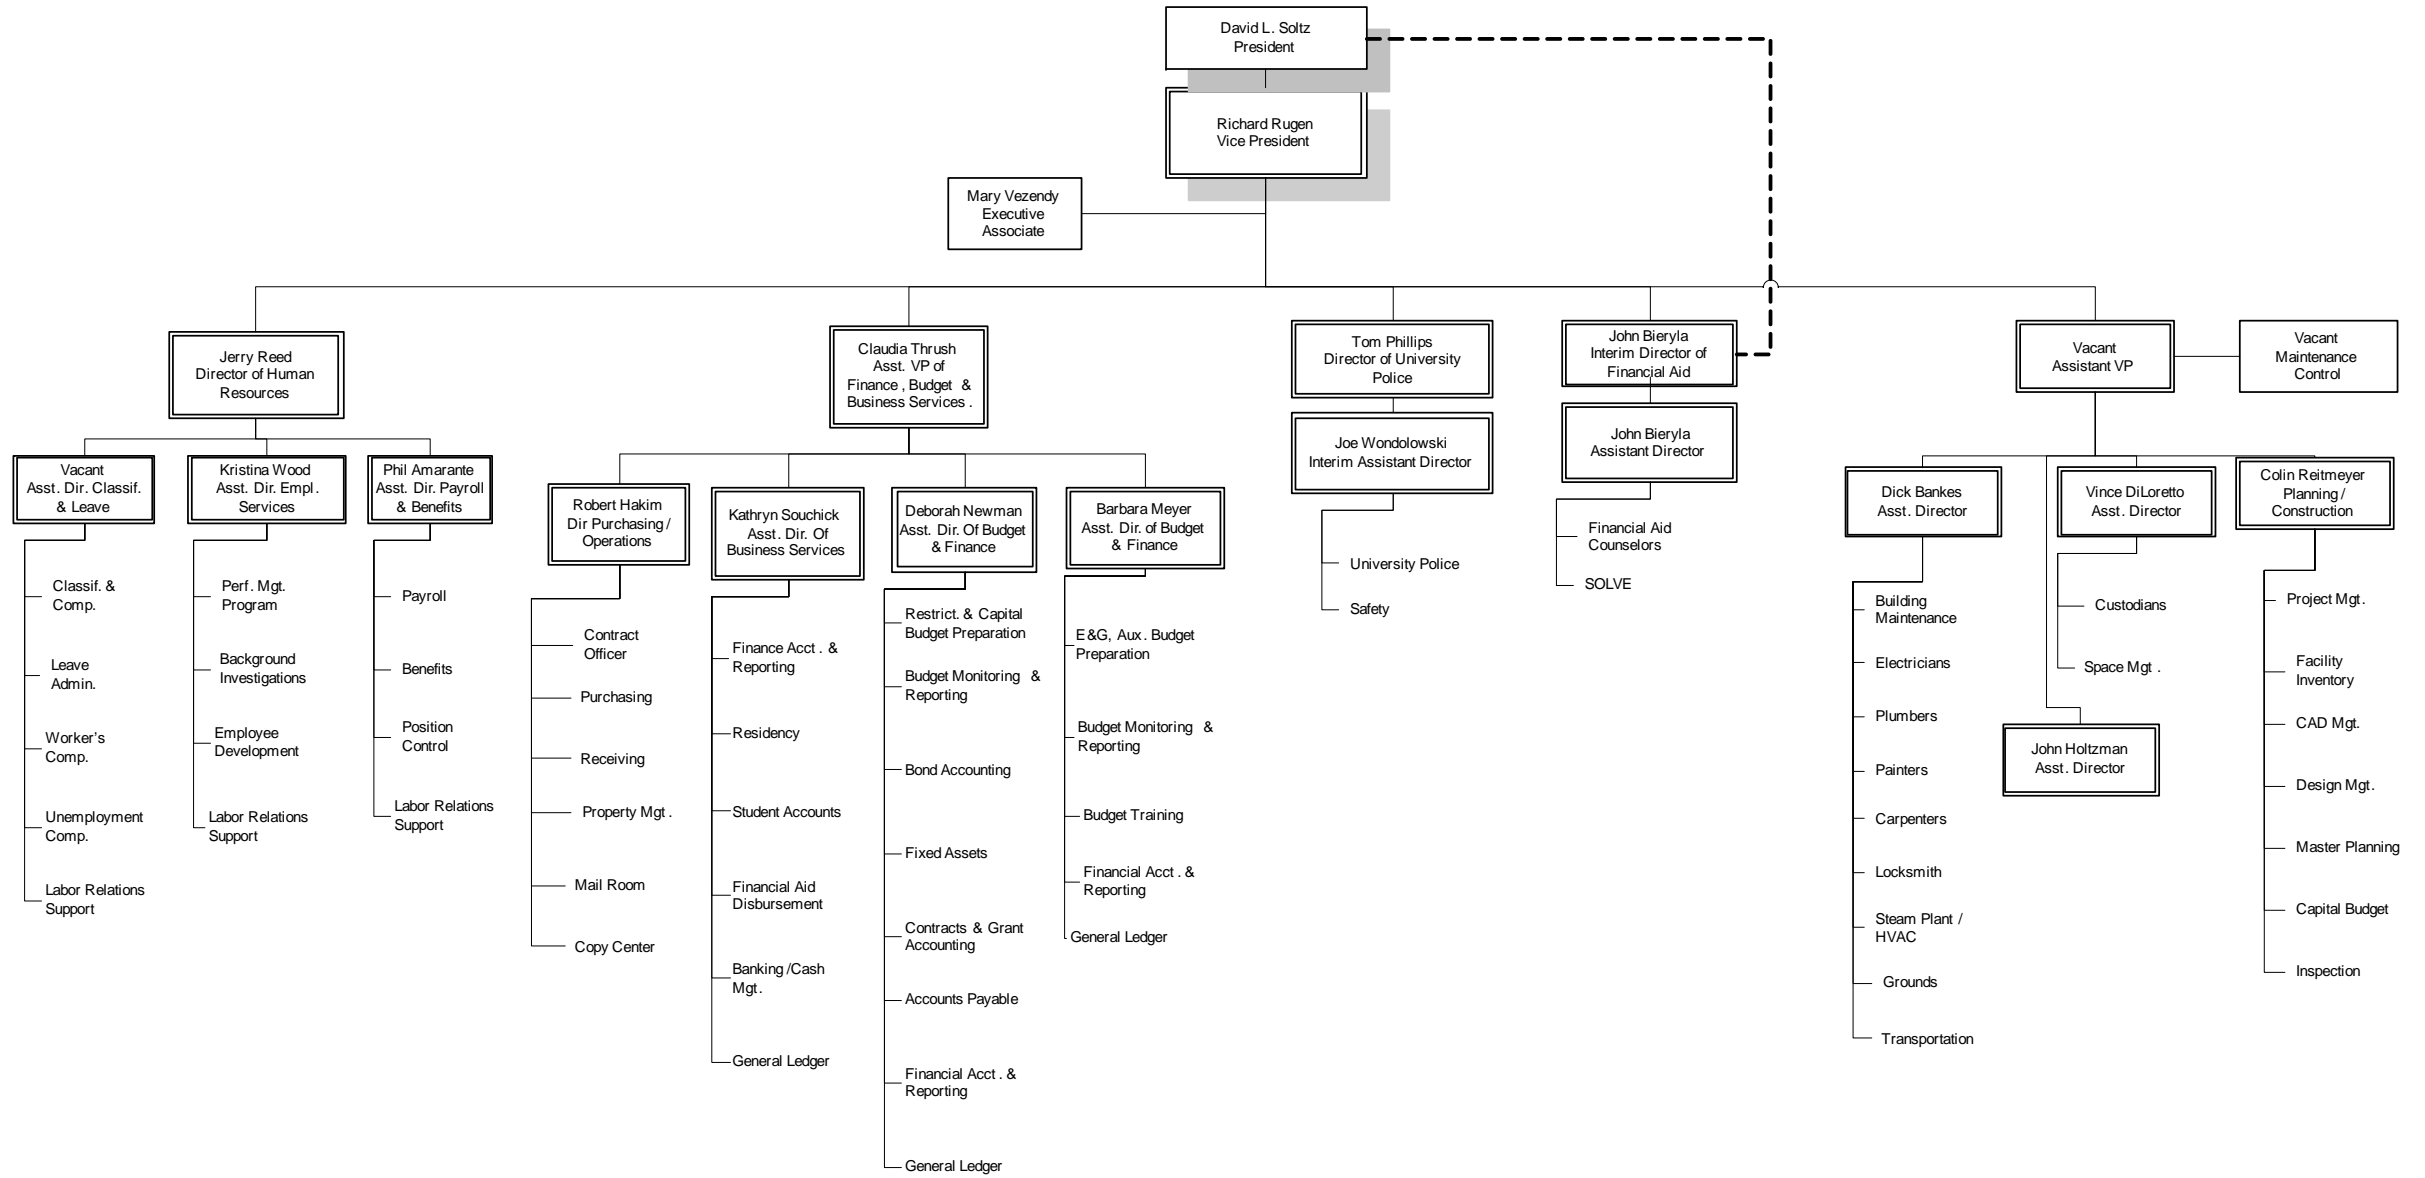 David L. Soltz
President
Richard Rugen
Vice President
Mary Vezendy
Executive
Associate
Jerry Reed
Director of Human
Resources
Claudia Thrush
Asst. VP of
Finance, Budget &
Business Services.
Tom Phillips
Director of University
Police
John Bieryla
Interim Director of
Financial Aid
Vacant
Assistant VP
Vacant
Maintenance
Control
Joe Wondolowski
Interim Assistant Director
John Bieryla
Assistant Director
Vacant
Asst. Dir. Classif.
& Leave
Kristina Wood
Asst. Dir. Empl.
Services
Phil Amarante
Asst. Dir. Payroll
& Benefits
Robert Hakim
Dir Purchasing/
Operations
Kathryn Souchick
Asst. Dir. Of
Business Services
Deborah Newman
Asst. Dir. Of Budget
& Finance
Barbara Meyer
Asst. Dir. of Budget
& Finance
Dick Bankes
Asst. Director
Vince DiLoretto
Asst. Director
Colin Reitmeyer
Planning /
Construction
John Holtzman
Asst. Director
Classif. &
Comp.
Leave
Admin.
Worker's
Comp.
Unemployment
Comp.
Labor Relations
Support
Perf. Mgt.
Program
Background
Investigations
Employee
Development
Labor Relations
Support
Payroll
Benefits
Position
Control
Labor Relations
Support
Contract
Officer
Purchasing
Receiving
Property Mgt.
Mail Room
Copy Center
Finance Acct. &
Reporting
Residency
Student Accounts
Financial Aid
Disbursement
Banking/Cash
Mgt.
General Ledger
Restrict. & Capital
Budget Preparation
Budget Monitoring &
Reporting
Bond Accounting
Fixed Assets
Contracts & Grant
Accounting
Accounts Payable
Financial Acct. &
Reporting
General Ledger
E&G, Aux. Budget
Preparation
Budget Monitoring &
Reporting
Budget Training
Financial Acct. &
Reporting
General Ledger
University Police
Safety
Financial Aid
Counselors
SOLVE
Building
Maintenance
Electricians
Plumbers
Painters
Carpenters
Locksmith
Steam Plant /
HVAC
Grounds
Transportation
Custodians
Space Mgt.
Project Mgt.
Facility
Inventory
CAD Mgt.
Design Mgt.
Master Planning
Capital Budget
Inspection